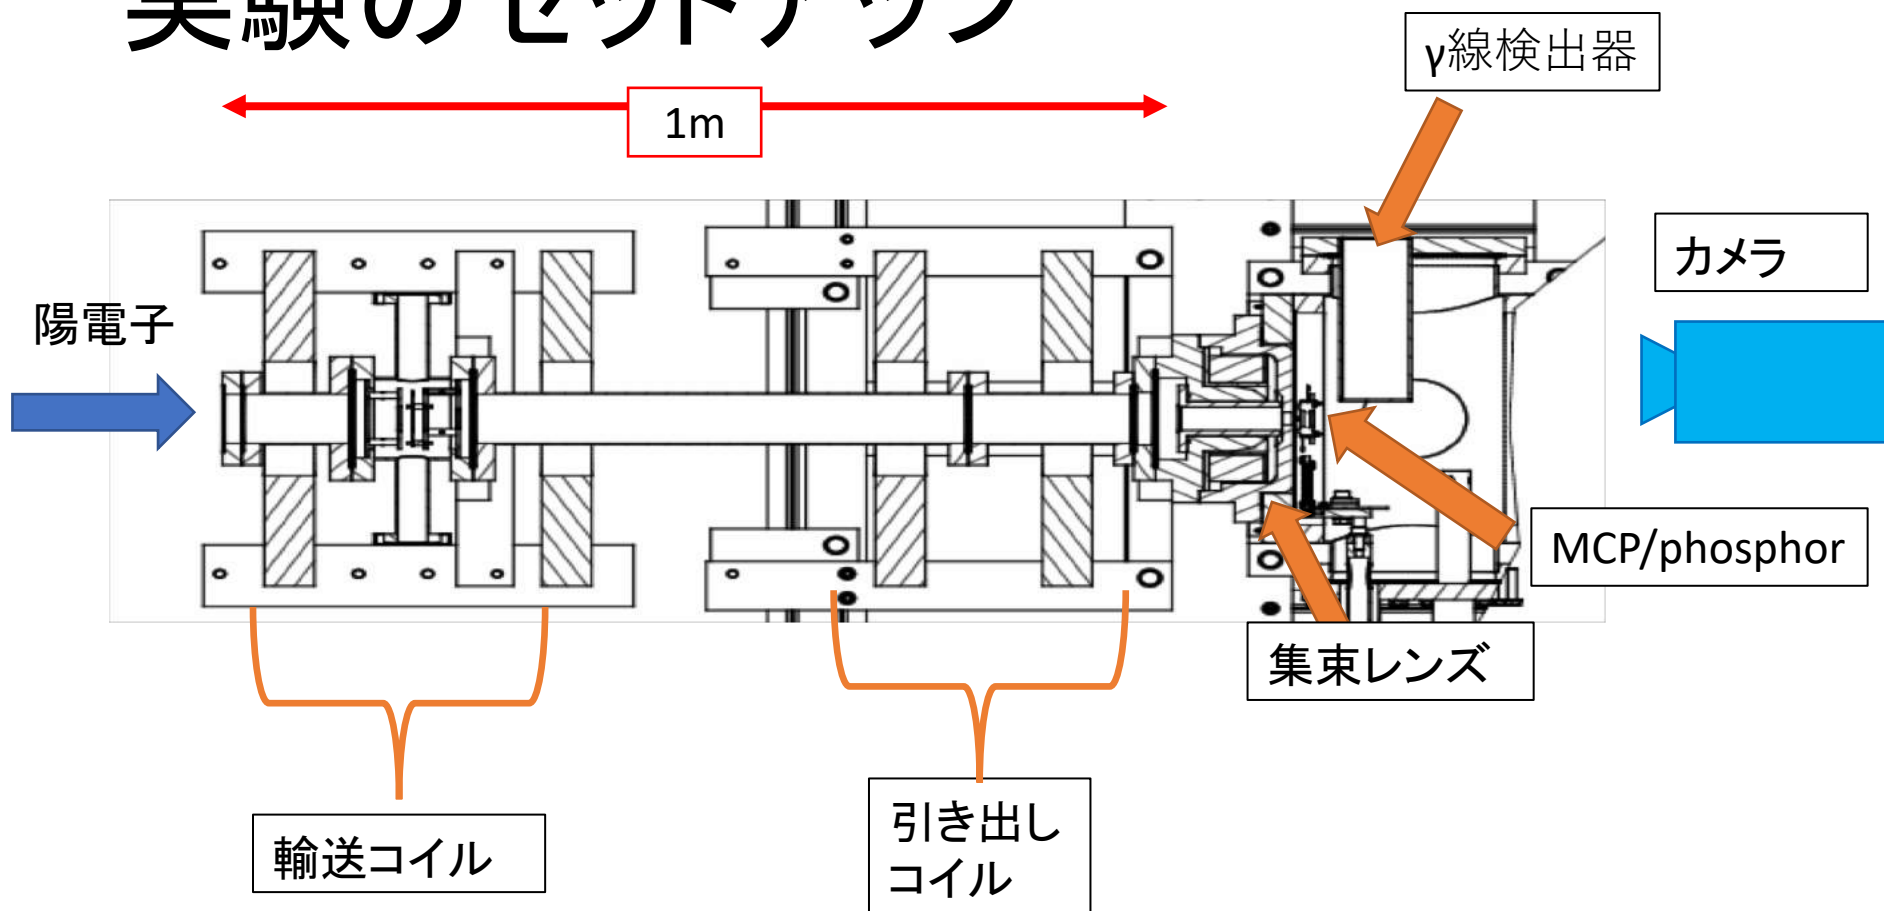 実験のセットアップ
γ線検出器
1m
カメラ
陽電子
MCP/phosphor
集束レンズ
引き出し
コイル
輸送コイル